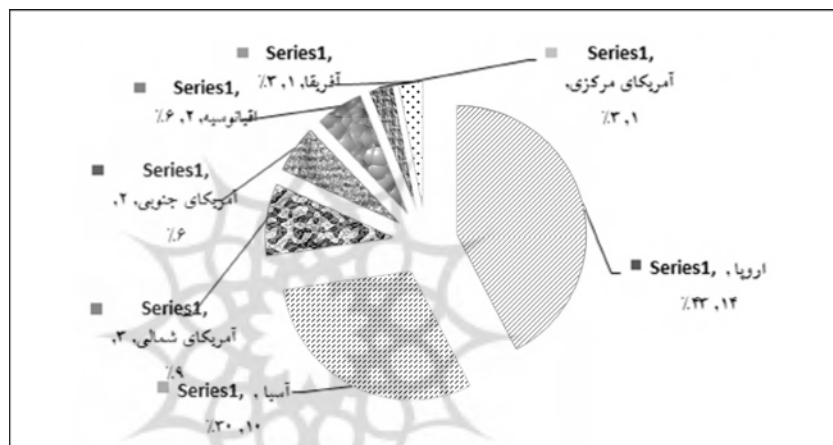 Series1,
آفریقا, ۱, ۳٪
Series1,
آمریکای مرکزی,
۱, ۳٪
Series1,
اقیانوسیه, ۲, ۶٪
Series1,
آمریکای جنوبی, ۲,
۶٪
Series1, اروپا ,
۱۴, ۴۳٪
Series1,
آمریکای شمالی, ۳,
۹٪
Series1, آسیا ,
۱۰, ۳۰٪